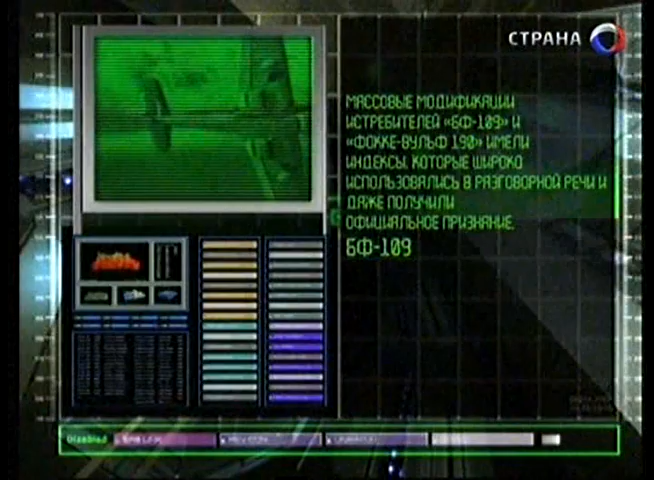 СТРАНА
МАССОВЫЕ МОДИФИКАЦИИ
ИСТРЕБИТЕЛЕЙ «БФ-109» И
«ФОККЕ-ВУЛЬФ 190» ИМЕЛИ
ИНДЕКСЫ, КОТОРЫЕ ШИРОКО
ИСПОЛЬЗОВАЛИСЬ В РАЗГОВОРНОЙ РЕЧИ И
ДАЖЕ ПОЛУЧИЛИ
ОФИЦИАЛЬНОЕ ПРИЗНАНИЕ.
БФ-109
Disabled